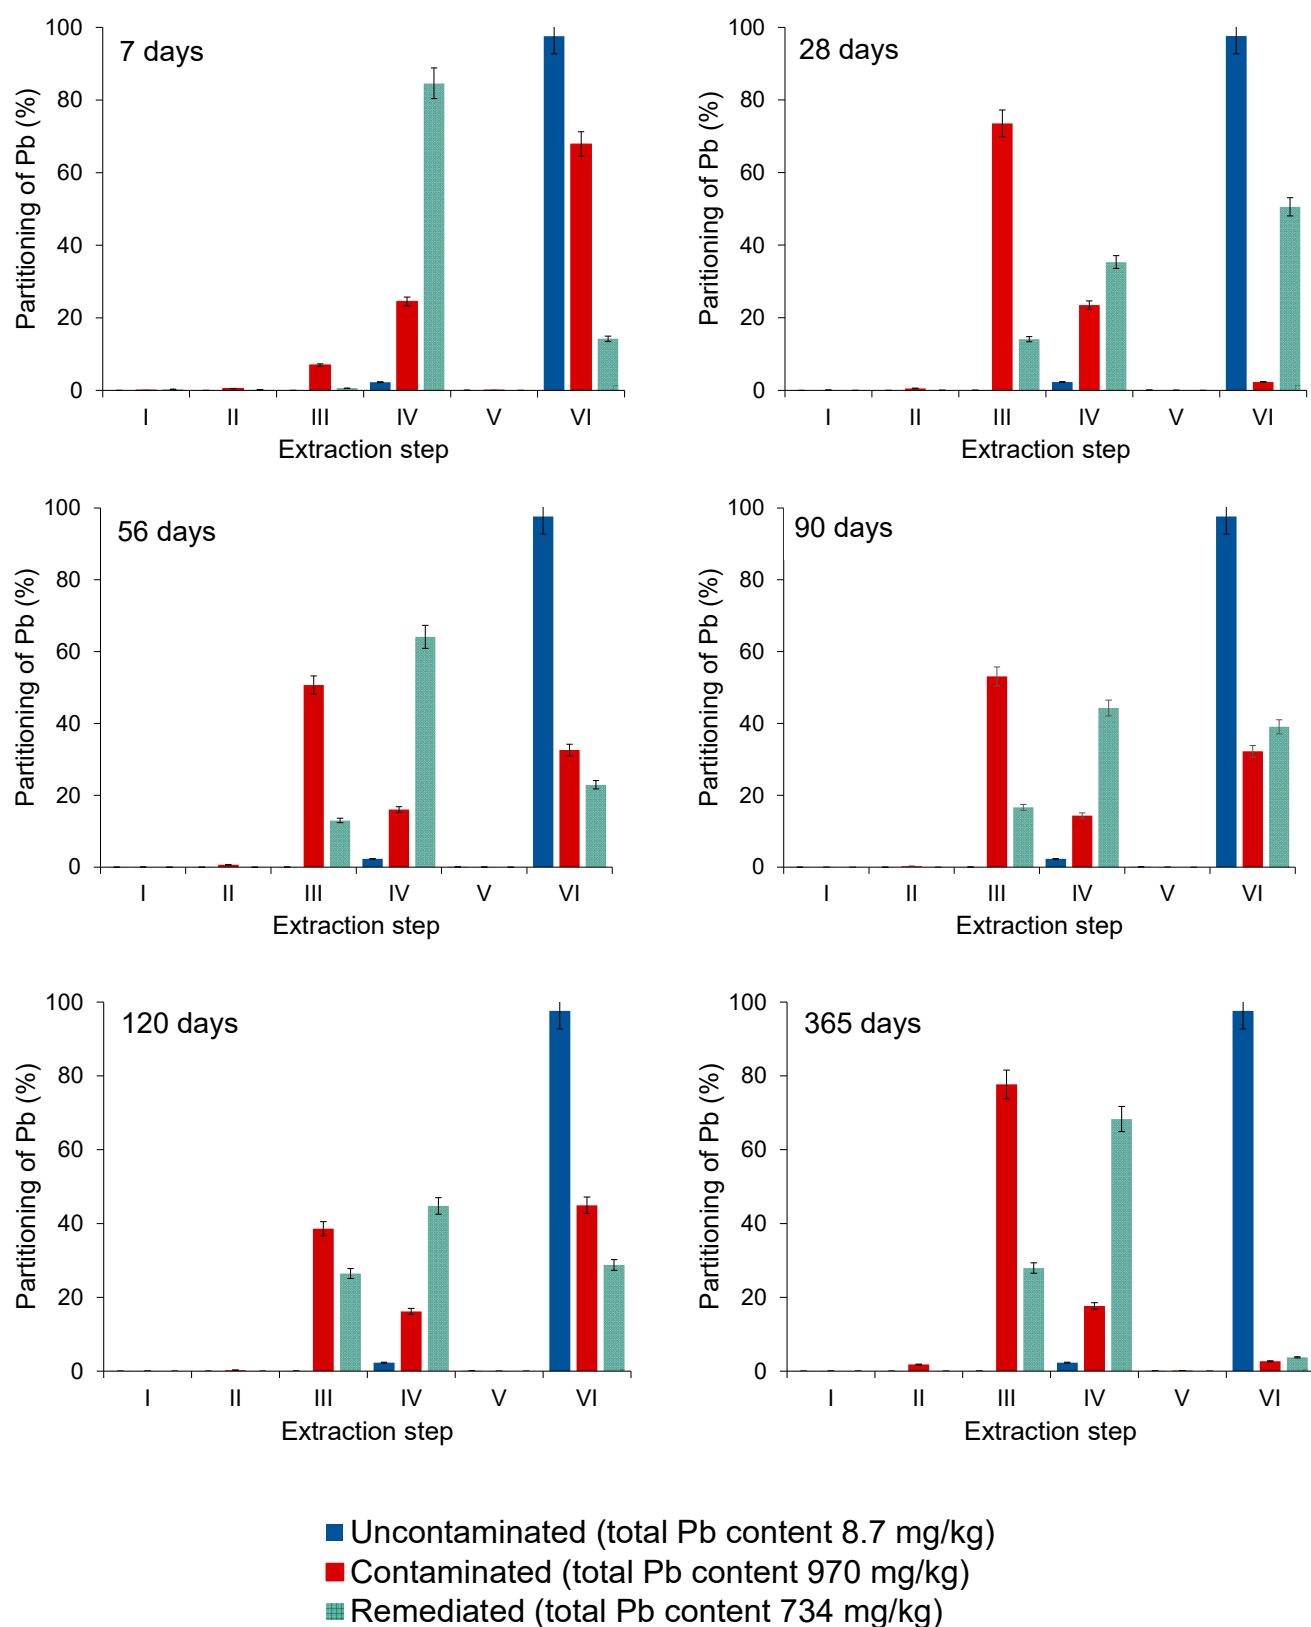 7 days
Partitioning of Pb (%)
100
80
60
40
20
0
I II III IV V VI
Extraction step
28 days
Paritioning of Pb (%)
100
80
60
40
20
0
I II III IV V VI
Extraction step
56 days
Partitioning of Pb (%)
100
80
60
40
20
0
I II III IV V VI
Extraction step
90 days
Partitioning of Pb (%)
100
80
60
40
20
0
I II III IV V VI
Extraction step
120 days
Partitioning of Pb (%)
100
80
60
40
20
0
I II III IV V VI
Extraction step
365 days
Partitioning of Pb (%)
100
80
60
40
20
0
I II III IV V VI
Extraction step
Uncontaminated (total Pb content 8.7 mg/kg)
Contaminated (total Pb content 970 mg/kg)
Remediated (total Pb content 734 mg/kg)